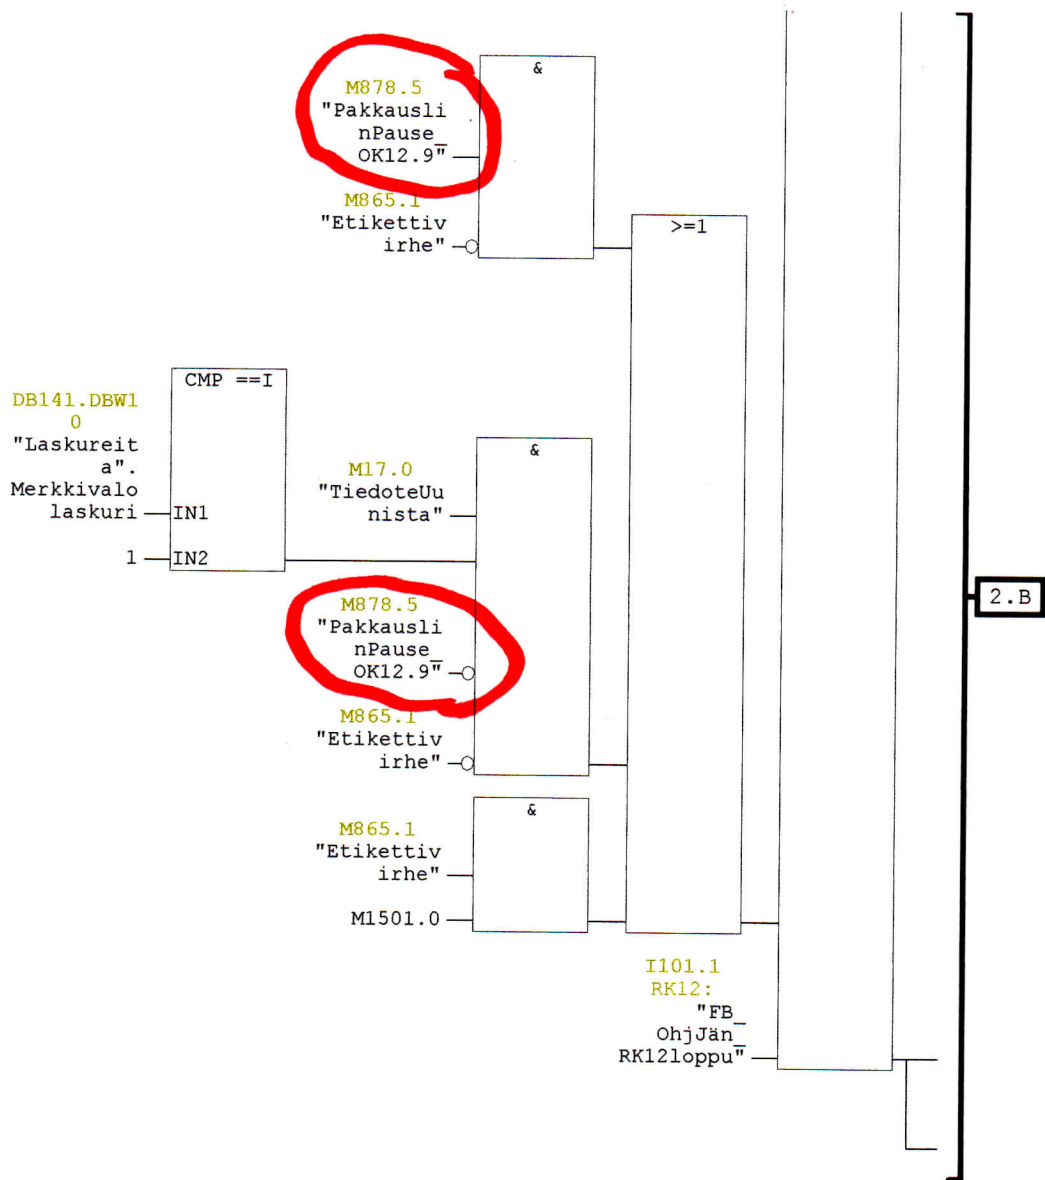 &
M878.5
"Pakkausli
nPause_
OK12.9"
M865.1
"Etikettiv
irhe"
>=1
CMP ==I
DB141.DBW1
0
"Laskureit
a".
Merkkivalo
laskuri
IN1
1
IN2
&
M17.0
"TiedoteUu
nista"
M878.5
"Pakkausli
nPause_
OK12.9"
M865.1
"Etikettiv
irhe"
2.B
&
M865.1
"Etikettiv
irhe"
M1501.0
I101.1
RK12:
"FB_
OhjJän_
RK12loppu"